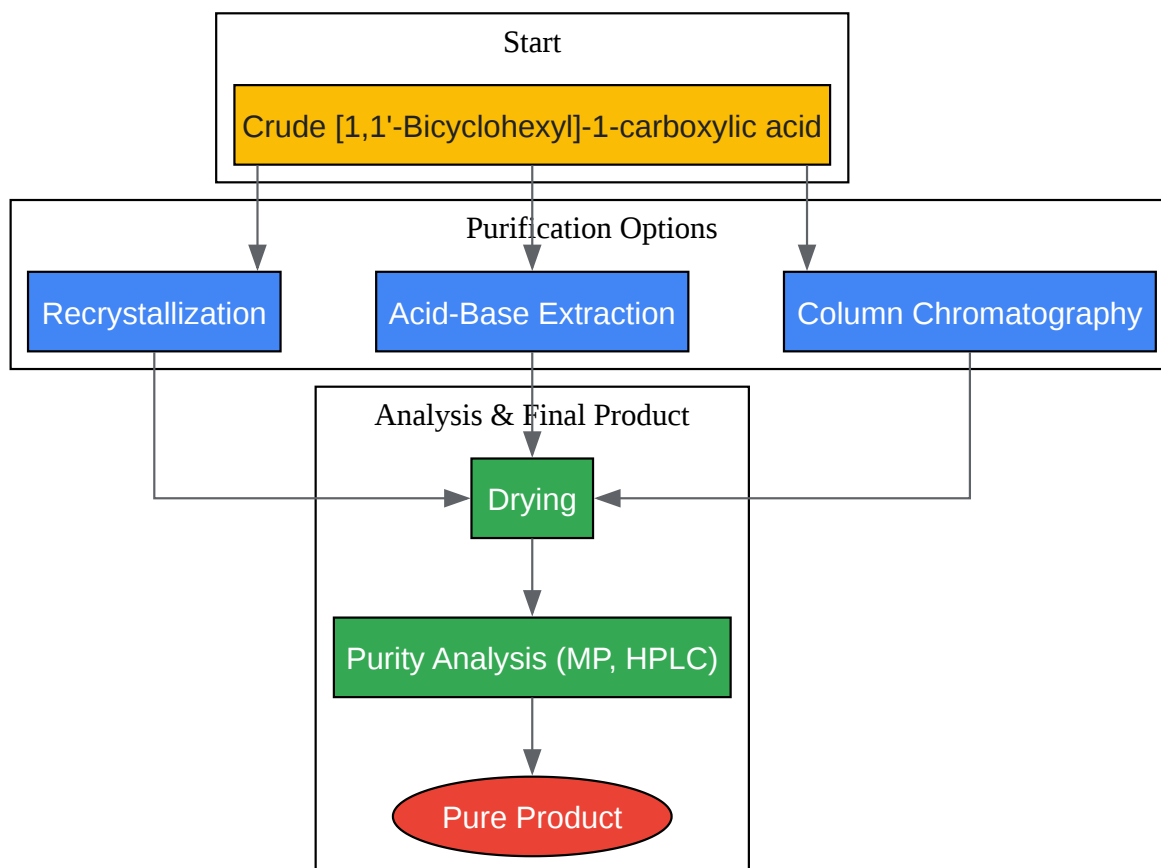 Start
Crude [1,1'-Bicyclohexyl]-1-carboxylic acid
Purification Options
Recrystallization
Acid-Base Extraction
Column Chromatography
Analysis & Final Product
Drying
Purity Analysis (MP, HPLC)
Pure Product